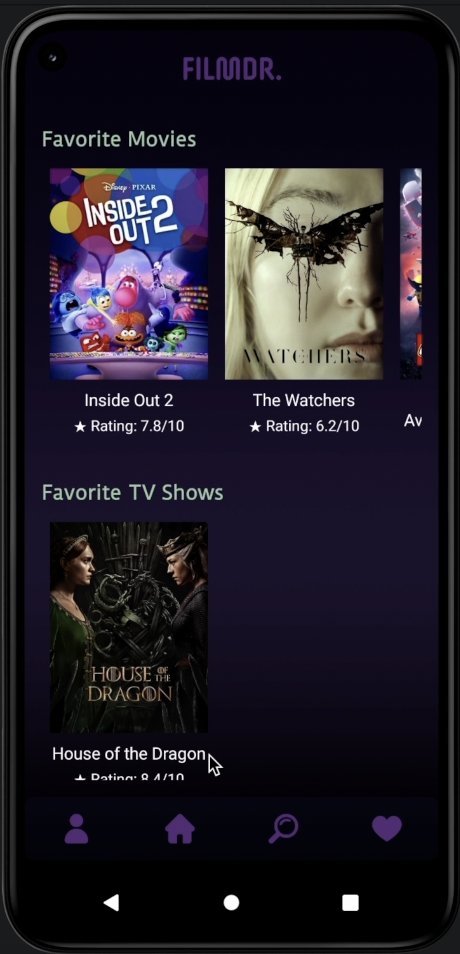 FILMDR.
Favorite Movies
Disney · PIXAR
INSIDE
OUT 2
WATCHERS
Inside Out 2
The Watchers
★ Rating: 7.8/10
★ Rating: 6.2/10
Av
Favorite TV Shows
HOUSE OF THE
DRAGON
House of the Dragon
★ Rating: 8.4/10